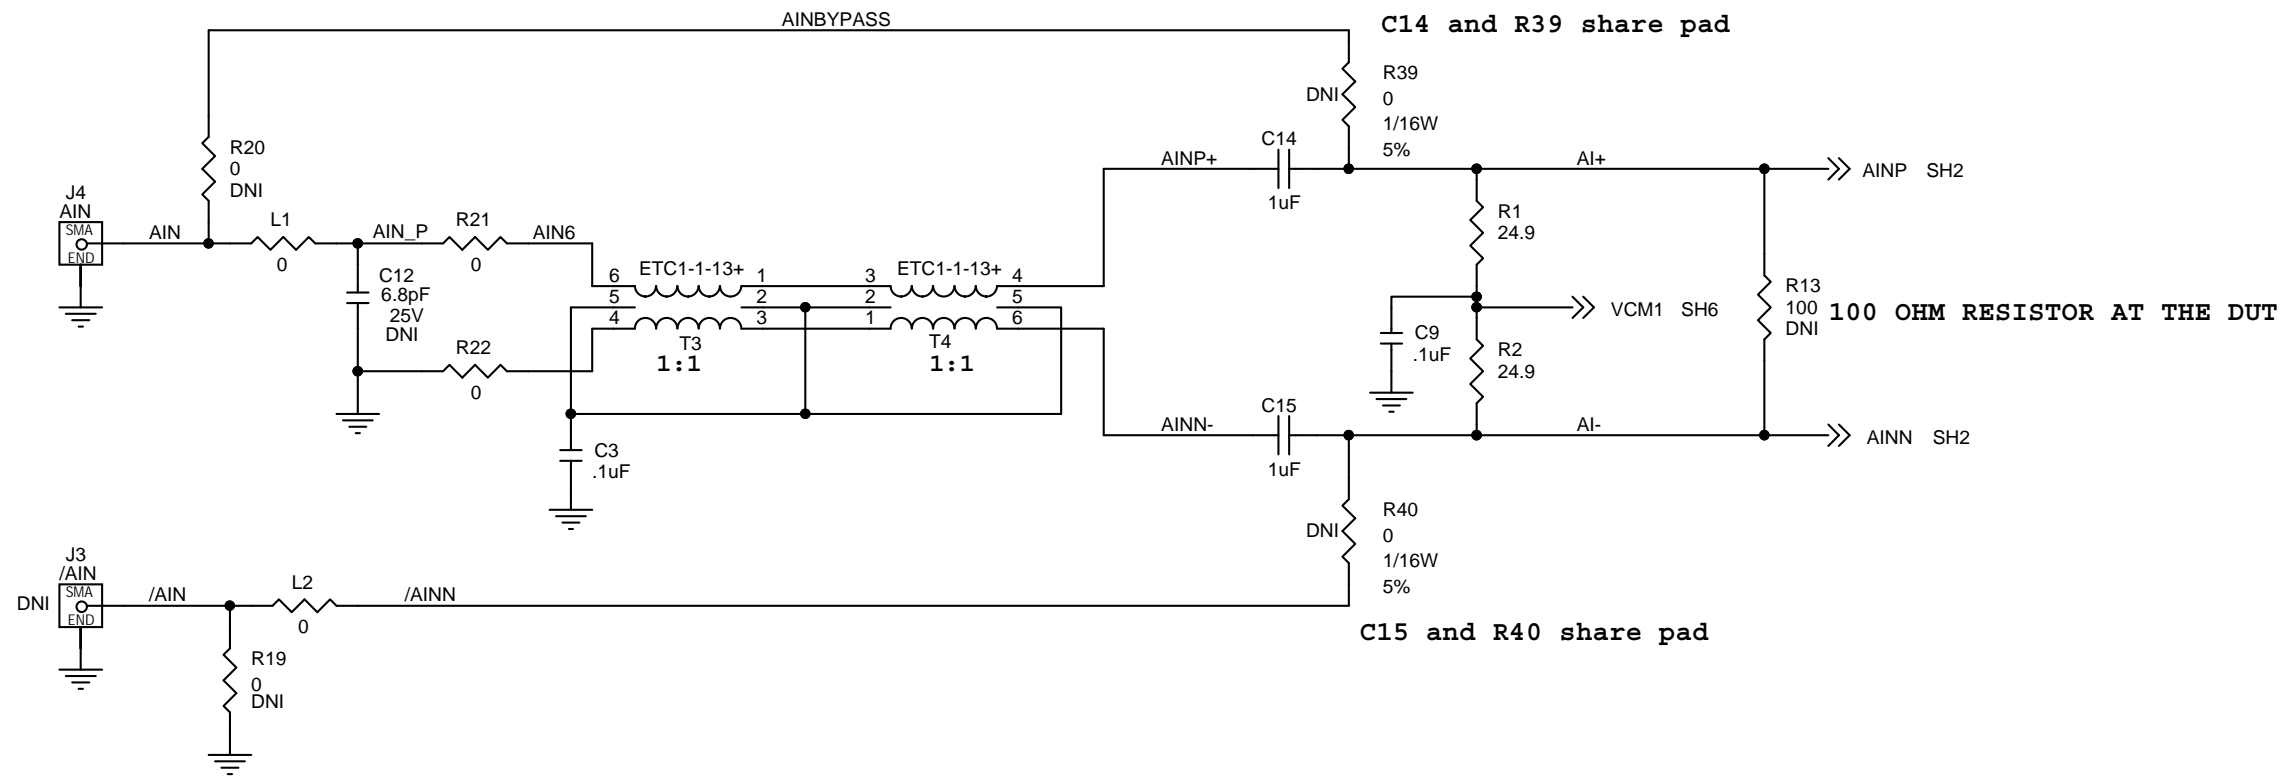 AINBYPASS
C14 and R39 share pad
R39
DNI
0
1/16W
5%
R20
0
DNI
C14
1uF
AINP+
AI+
AINP SH2
J4
AIN
SMA
END
AIN
L1
0
AIN_P
R21
0
AIN6
C12
6.8pF
25V
DNI
R22
0
6 ETC1-1-13+ 1
5 2
4 3
T3
1:1
3 ETC1-1-13+ 4
2 5
1 6
T4
1:1
R1
24.9
VCM1 SH6
C9
.1uF
R2
24.9
R13
100
DNI
100 OHM RESISTOR AT THE DUT
C15
1uF
AINN-
AI-
AINN SH2
C3
.1uF
R40
DNI
0
1/16W
5%
C15 and R40 share pad
J3
/AIN
DNI
SMA
END
/AIN
L2
0
/AINN
R19
0
DNI